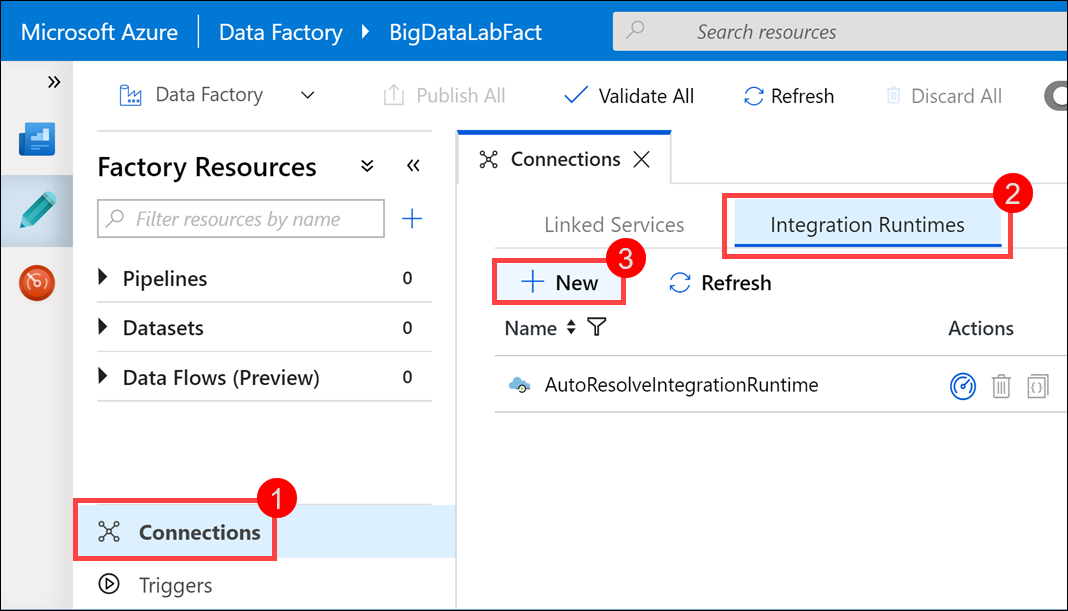 Microsoft Azure Data Factory BigDataLabFact Search resources
Data Factory Publish All Validate All Refresh Discard All
Factory Resources
Connections
Filter resources by name
Linked Services Integration Runtimes 2
Pipelines 0
New 3 Refresh
Datasets 0
Name Actions
Data Flows (Preview) 0
AutoResolveIntegrationRuntime
Connections 1
Triggers